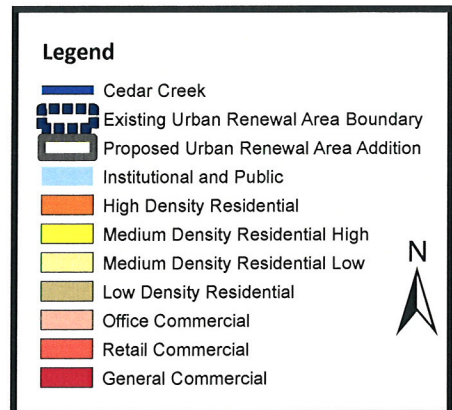 Legend
Cedar Creek
Existing Urban Renewal Area Boundary
Proposed Urban Renewal Area Addition
Institutional and Public
High Density Residential
Medium Density Residential High
Medium Density Residential Low
Low Density Residential
Office Commercial
Retail Commercial
General Commercial
N